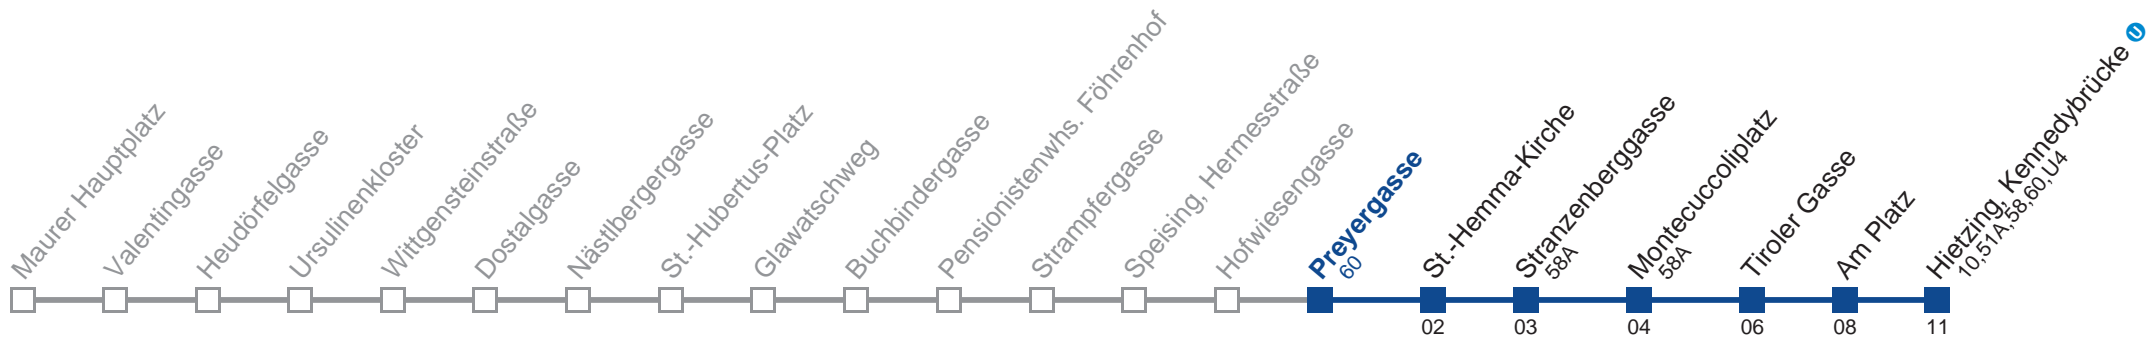 Maurer Hauptplatz
Valentingasse
Heudörfelgasse
Ursulinenkloster
Wittgensteinstraße
Dostalgasse
Nästlbergergasse
St.-Hubertus-Platz
Glawatschweg
Buchbindergasse
Pensionistenwhs. Föhrenhof
Strampfergasse
Speising, Hermesstraße
Hofwiesengasse
Preyergasse
60
St.-Hemma-Kirche
02
Stranzenberggasse
58A
03
Montecuccoliplatz
58A
04
Tiroler Gasse
06
Am Platz
08
Hietzing, Kennedybrücke U
10,51A,58,60,U4
11